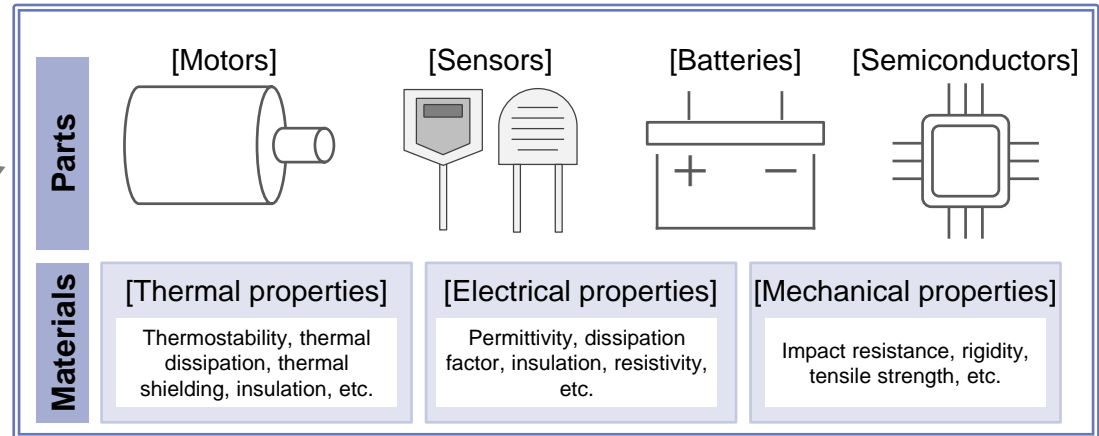 [Motors] [Sensors] [Batteries] [Semiconductors]
Parts
+ −
Materials
[Thermal properties]
Thermostability, thermal
dissipation, thermal
shielding, insulation, etc.
[Electrical properties]
Permittivity, dissipation
factor, insulation, resistivity,
etc.
[Mechanical properties]
Impact resistance, rigidity,
tensile strength, etc.